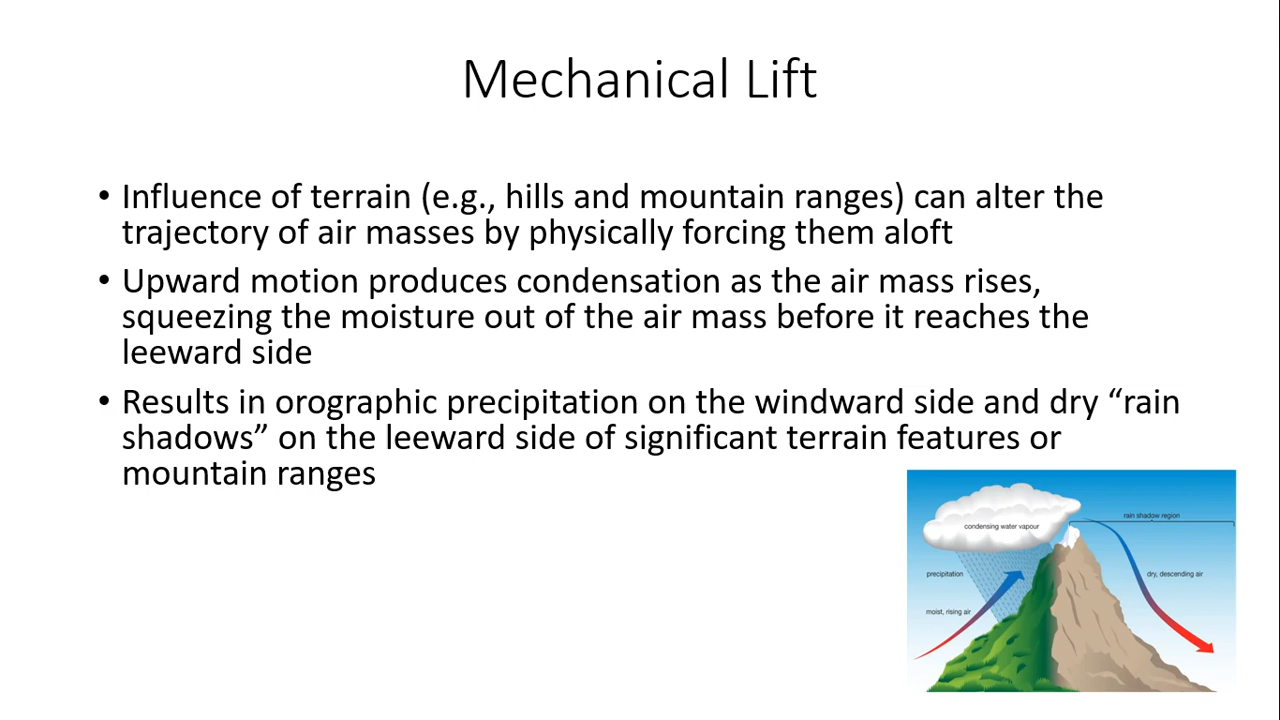 Mechanical Lift
• Influence of terrain (e.g., hills and mountain ranges) can alter the
trajectory of air masses by physically forcing them aloft
• Upward motion produces condensation as the air mass rises,
squeezing the moisture out of the air mass before it reaches the
leeward side
• Results in orographic precipitation on the windward side and dry “rain
shadows” on the leeward side of significant terrain features or
mountain ranges
rain shadow region
condensing water vapour
precipitation
dry, descending air
moist, rising air